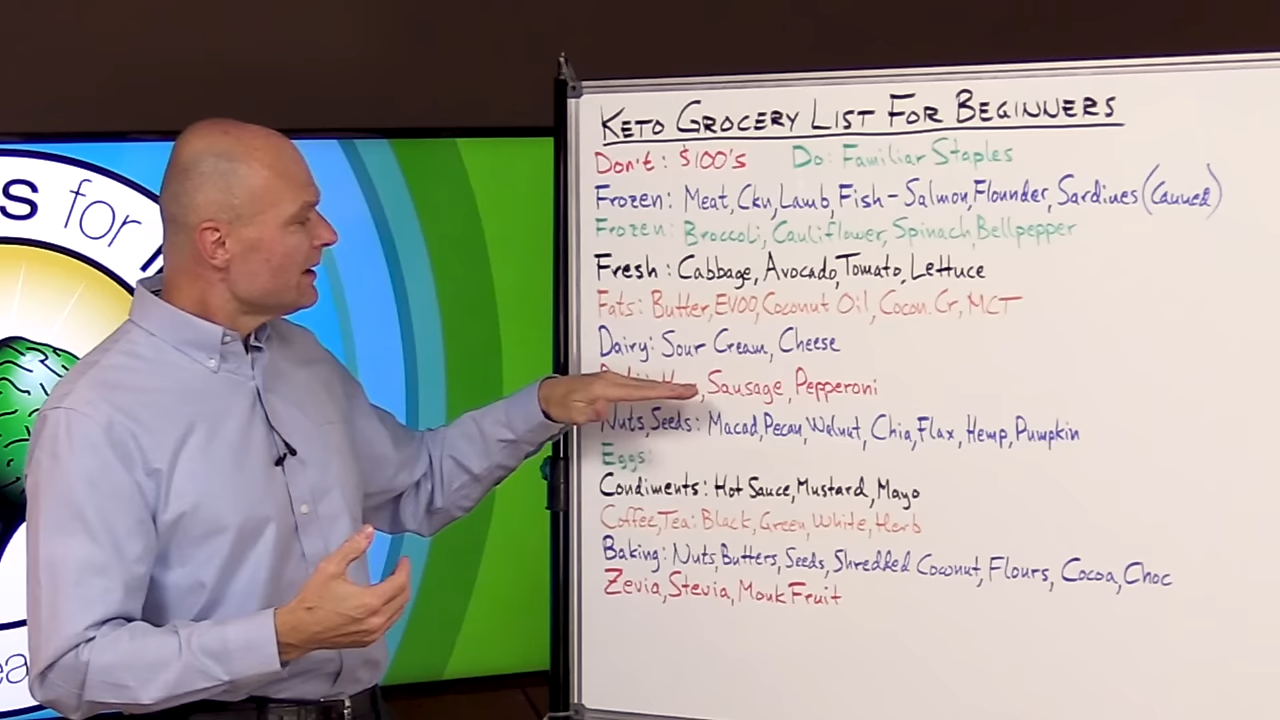 s for
KETO GROCERY LIST FOR BEGINNERS
Don't: $100's Do: Familiar Staples
Frozen: Meat, Ckn, Lamb, Fish - Salmon, Flounder, Sardines (Canned)
Frozen: Broccoli, Cauliflower, Spinach, Bellpepper
Fresh: Cabbage, Avocado, Tomato, Lettuce
Fats: Butter, EVOO, Coconut Oil, Cocon. Cr, MCT
Dairy: Sour Cream, Cheese
, Sausage, Pepperoni
Nuts, Seeds: Macad, Pecan, Walnut, Chia, Flax, Hemp, Pumpkin
Eggs:
Condiments: Hot Sauce, Mustard, Mayo
Coffee, Tea: Black, Green, White, Herb
Baking: Nuts, Butters, Seeds, Shredded Coconut, Flours, Cocoa, Choc
Zevia, Stevia, Monk Fruit
ea